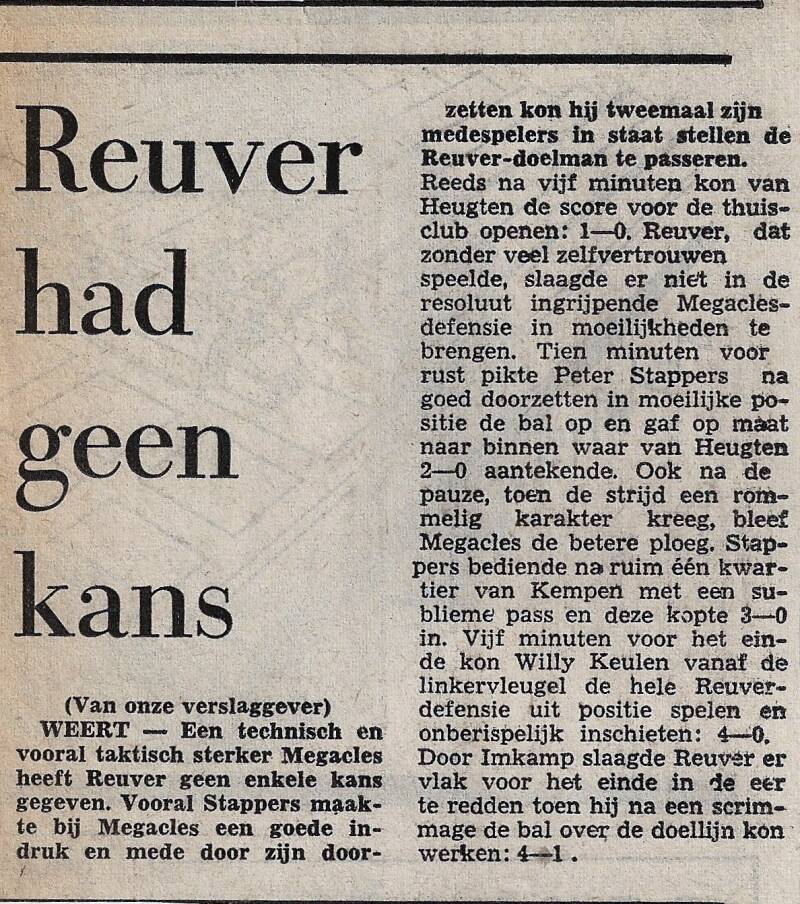 Reuver
had
geen
kans
(Van onze verslaggever)
WEERT — Een technisch en
vooral taktisch sterker Megacles
heeft Reuver geen enkele kans
gegeven. Vooral Stappers maak-
te bij Megacles een goede in-
druk en mede door zijn door-
zetten kon hij tweemaal zijn
medespelers in staat stellen de
Reuver-doelman te passeren.
Reeds na vijf minuten kon van
Heugten de score voor de thuis-
club openen: 1—0. Reuver, dat
zonder veel zelfvertrouwen
speelde, slaagde er niet in de
resoluut ingrijpende Megacles-
defensie in moeilijkheden te
brengen. Tien minuten voor
rust pikte Peter Stappers na
goed doorzetten in moeilijke po-
sitie de bal op en gaf op maat
naar binnen waar van Heugten
2—0 aantekende. Ook na de
pauze, toen de strijd een rom-
melig karakter kreeg, bleef
Megacles de betere ploeg. Stap-
pers bediende na ruim één kwar-
tier van Kempen met een su-
blieme pass en deze kopte 3—0
in. Vijf minuten voor het ein-
de kon Willy Keulen vanaf de
linkervleugel de hele Reuver-
defensie uit positie spelen en
onberispelijk inschieten: 4—0.
Door Imkamp slaagde Reuver er
vlak voor het einde in de eer
te redden toen hij na een scrim-
mage de bal over de doellijn kon
werken: 4—1.